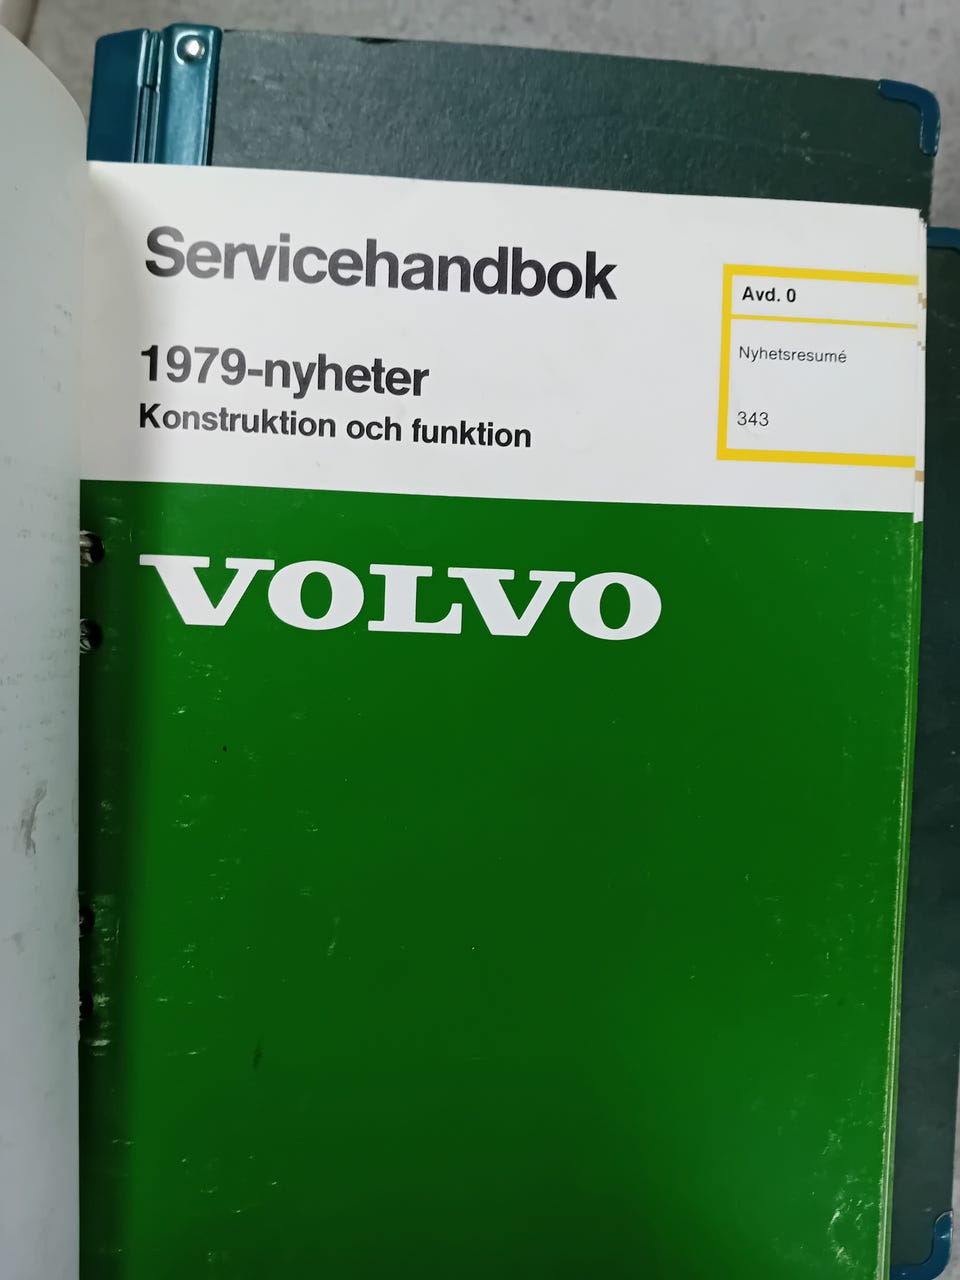 Servicehandbok
1979-nyheter
Konstruktion och funktion
Avd. 0
Nyhetsresumé
343
VOLVO